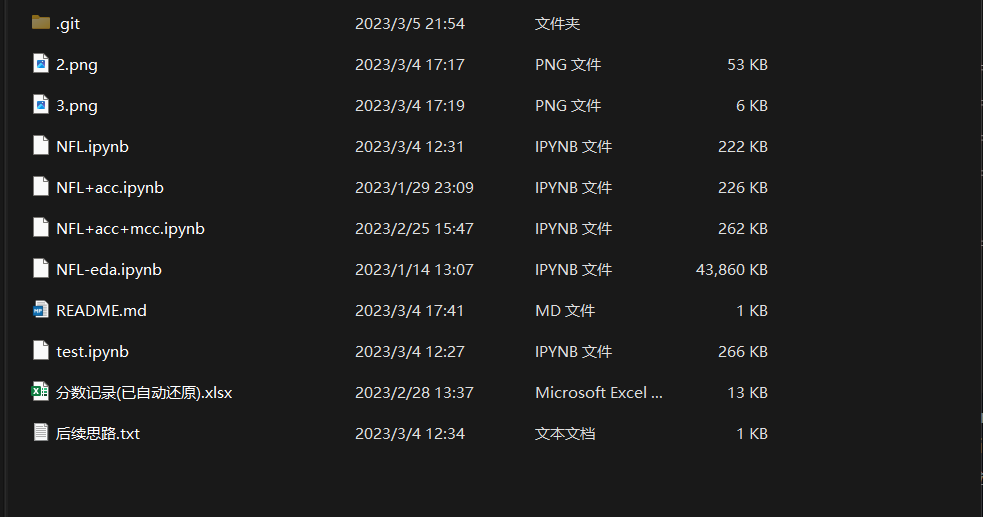 .git 2023/3/5 21:54 文件夹
2.png 2023/3/4 17:17 PNG 文件 53 KB
3.png 2023/3/4 17:19 PNG 文件 6 KB
NFL.ipynb 2023/3/4 12:31 IPYNB 文件 222 KB
NFL+acc.ipynb 2023/1/29 23:09 IPYNB 文件 226 KB
NFL+acc+mcc.ipynb 2023/2/25 15:47 IPYNB 文件 262 KB
NFL-eda.ipynb 2023/1/14 13:07 IPYNB 文件 43,860 KB
README.md 2023/3/4 17:41 MD 文件 1 KB
test.ipynb 2023/3/4 12:27 IPYNB 文件 266 KB
分数记录(已自动还原).xlsx 2023/2/28 13:37 Microsoft Excel ... 13 KB
后续思路.txt 2023/3/4 12:34 文本文档 1 KB